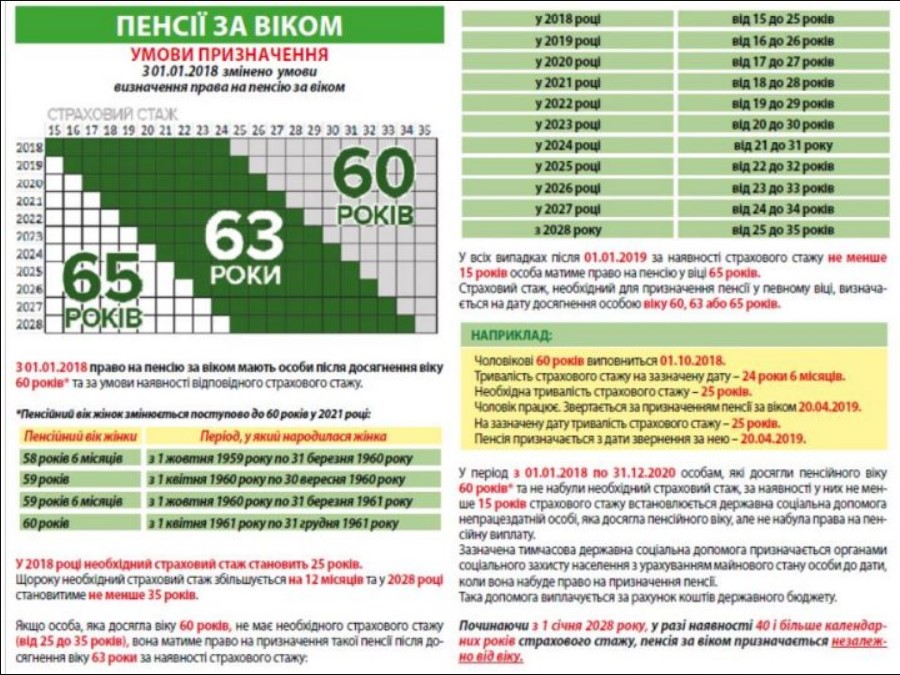 ПЕНСІЇ ЗА ВІКОМ
УМОВИ ПРИЗНАЧЕННЯ
З 01.01.2018 змінено умови
визначення права на пенсію за віком
СТРАХОВИЙ СТАЖ
15 16 17 18 19 20 21 22 23 24 25 26 27 28 29 30 31 32 33 34 35
2018
2019
2020
2021
2022
2023
2024
2025
2026
2027
2028
60
РОКІВ
63
РОКИ
65
РОКІВ
З 01.01.2018 право на пенсію за віком мають особи після досягнення віку
60 років* та за умови наявності відповідного страхового стажу.
*Пенсійний вік жінок змінюється поступово до 60 років у 2021 році:
Пенсійний вік жінки Період, у який народилася жінка
58 років 6 місяців з 1 жовтня 1959 року по 31 березня 1960 року
59 років з 1 квітня 1960 року по 30 вересня 1960 року
59 років 6 місяців з 1 жовтня 1960 року по 31 березня 1961 року
60 років з 1 квітня 1961 року по 31 грудня 1961 року
У 2018 році необхідний страховий стаж становить 25 років.
Щороку необхідний страховий стаж збільшується на 12 місяців та у 2028 році
становитиме не менше 35 років.
Якщо особа, яка досягла віку 60 років, не має необхідного страхового стажу
(від 25 до 35 років), вона матиме право на призначення такої пенсії після до-
сягнення віку 63 роки за наявності страхового стажу:
у 2018 році від 15 до 25 років
у 2019 році від 16 до 26 років
у 2020 році від 17 до 27 років
у 2021 році від 18 до 28 років
у 2022 році від 19 до 29 років
у 2023 році від 20 до 30 років
у 2024 році від 21 до 31 року
у 2025 році від 22 до 32 років
у 2026 році від 23 до 33 років
у 2027 році від 24 до 34 років
з 2028 року від 25 до 35 років
У всіх випадках після 01.01.2019 за наявності страхового стажу не менше
15 років особа матиме право на пенсію у віці 65 років.
Страховий стаж, необхідний для призначення пенсії у певному віці, визнача-
ється на дату досягнення особою віку 60, 63 або 65 років.
НАПРИКЛАД:
Чоловікові 60 років виповниться 01.10.2018.
Тривалість страхового стажу на зазначену дату – 24 роки 6 місяців.
Необхідна тривалість страхового стажу – 25 років.
Чоловік працює. Звертається за призначенням пенсії за віком 20.04.2019.
На зазначену дату тривалість страхового стажу – 25 років.
Пенсія призначається з дати звернення за нею – 20.04.2019.
У період з 01.01.2018 по 31.12.2020 особам, які досягли пенсійного віку
60 років* та не набули необхідний страховий стаж, за наявності у них не мен-
ше 15 років страхового стажу встановлюється державна соціальна допомога
непрацездатній особі, яка досягла пенсійного віку, але не набула права на пен-
сійну виплату.
Зазначена тимчасова державна соціальна допомога призначається органами
соціального захисту населення з урахуванням майнового стану особи до дати,
коли вона набуде право на призначення пенсії.
Така допомога виплачується за рахунок коштів державного бюджету.
Починаючи з 1 січня 2028 року, у разі наявності 40 і більше календар-
них років страхового стажу, пенсія за віком призначається незалеж-
но від віку.